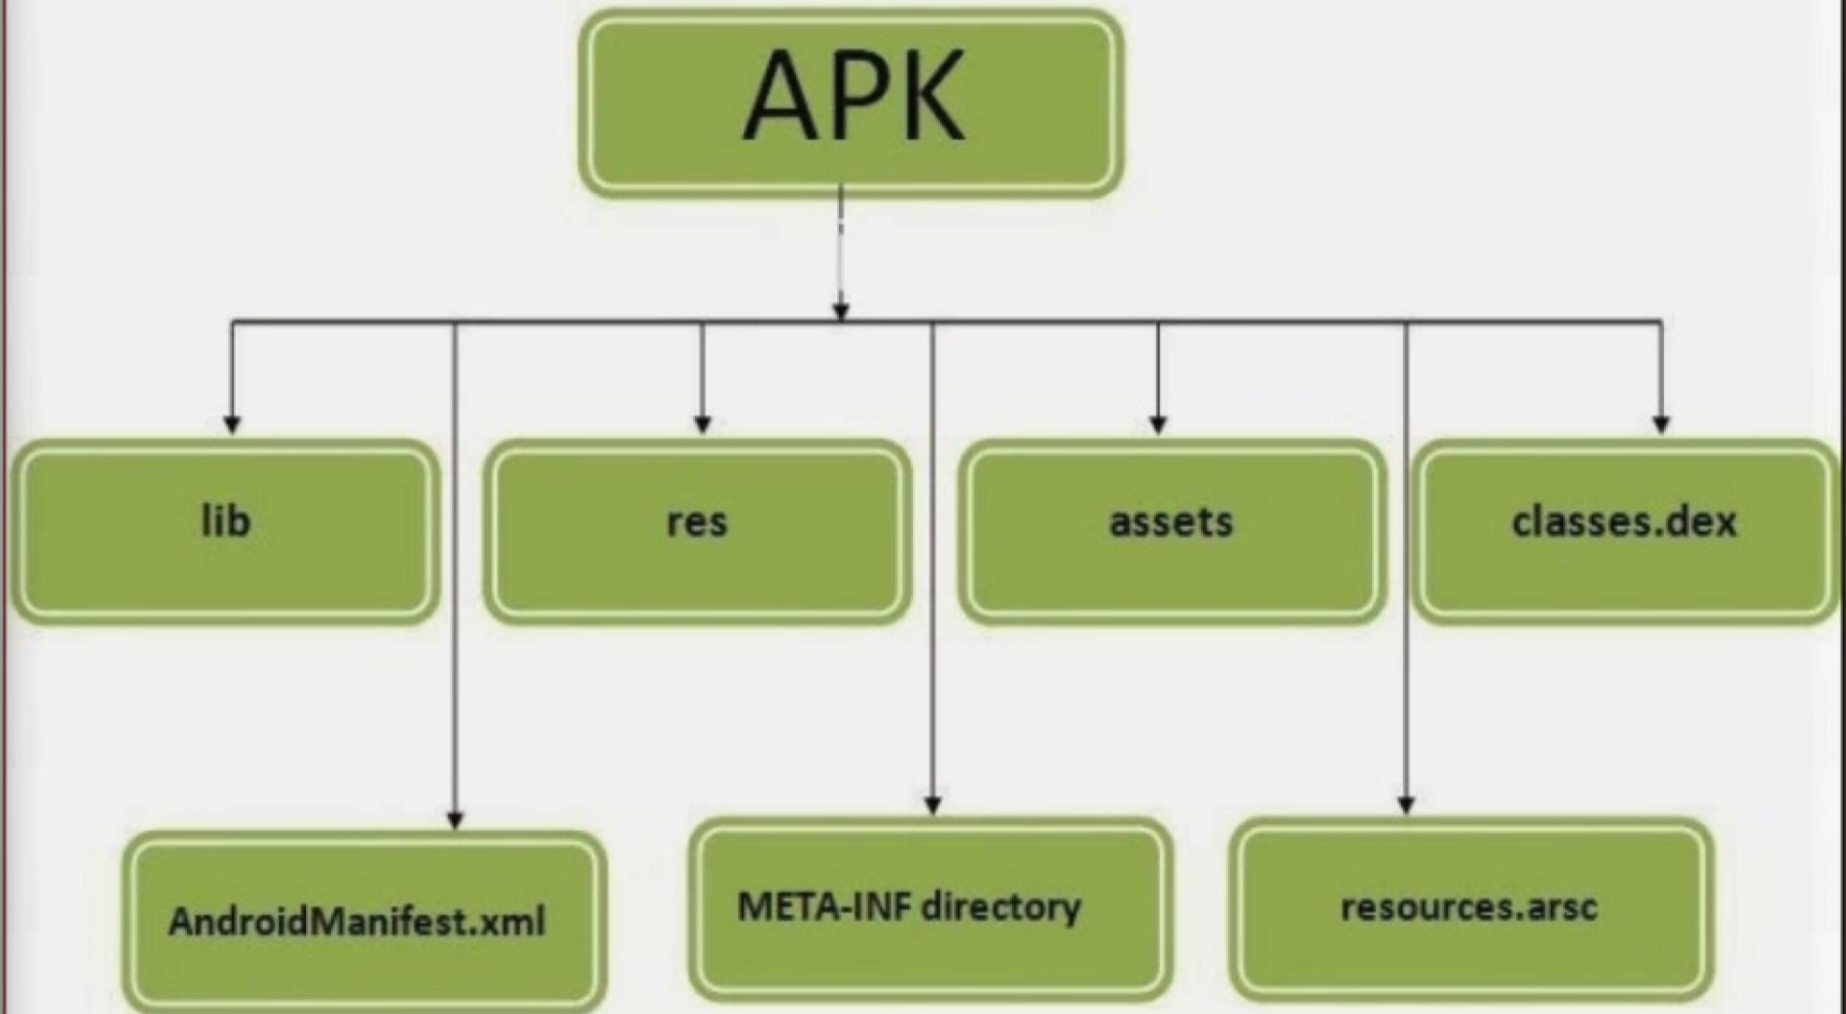 APK
lib
res
assets
classes.dex
AndroidManifest.xml
META-INF directory
resources.arsc